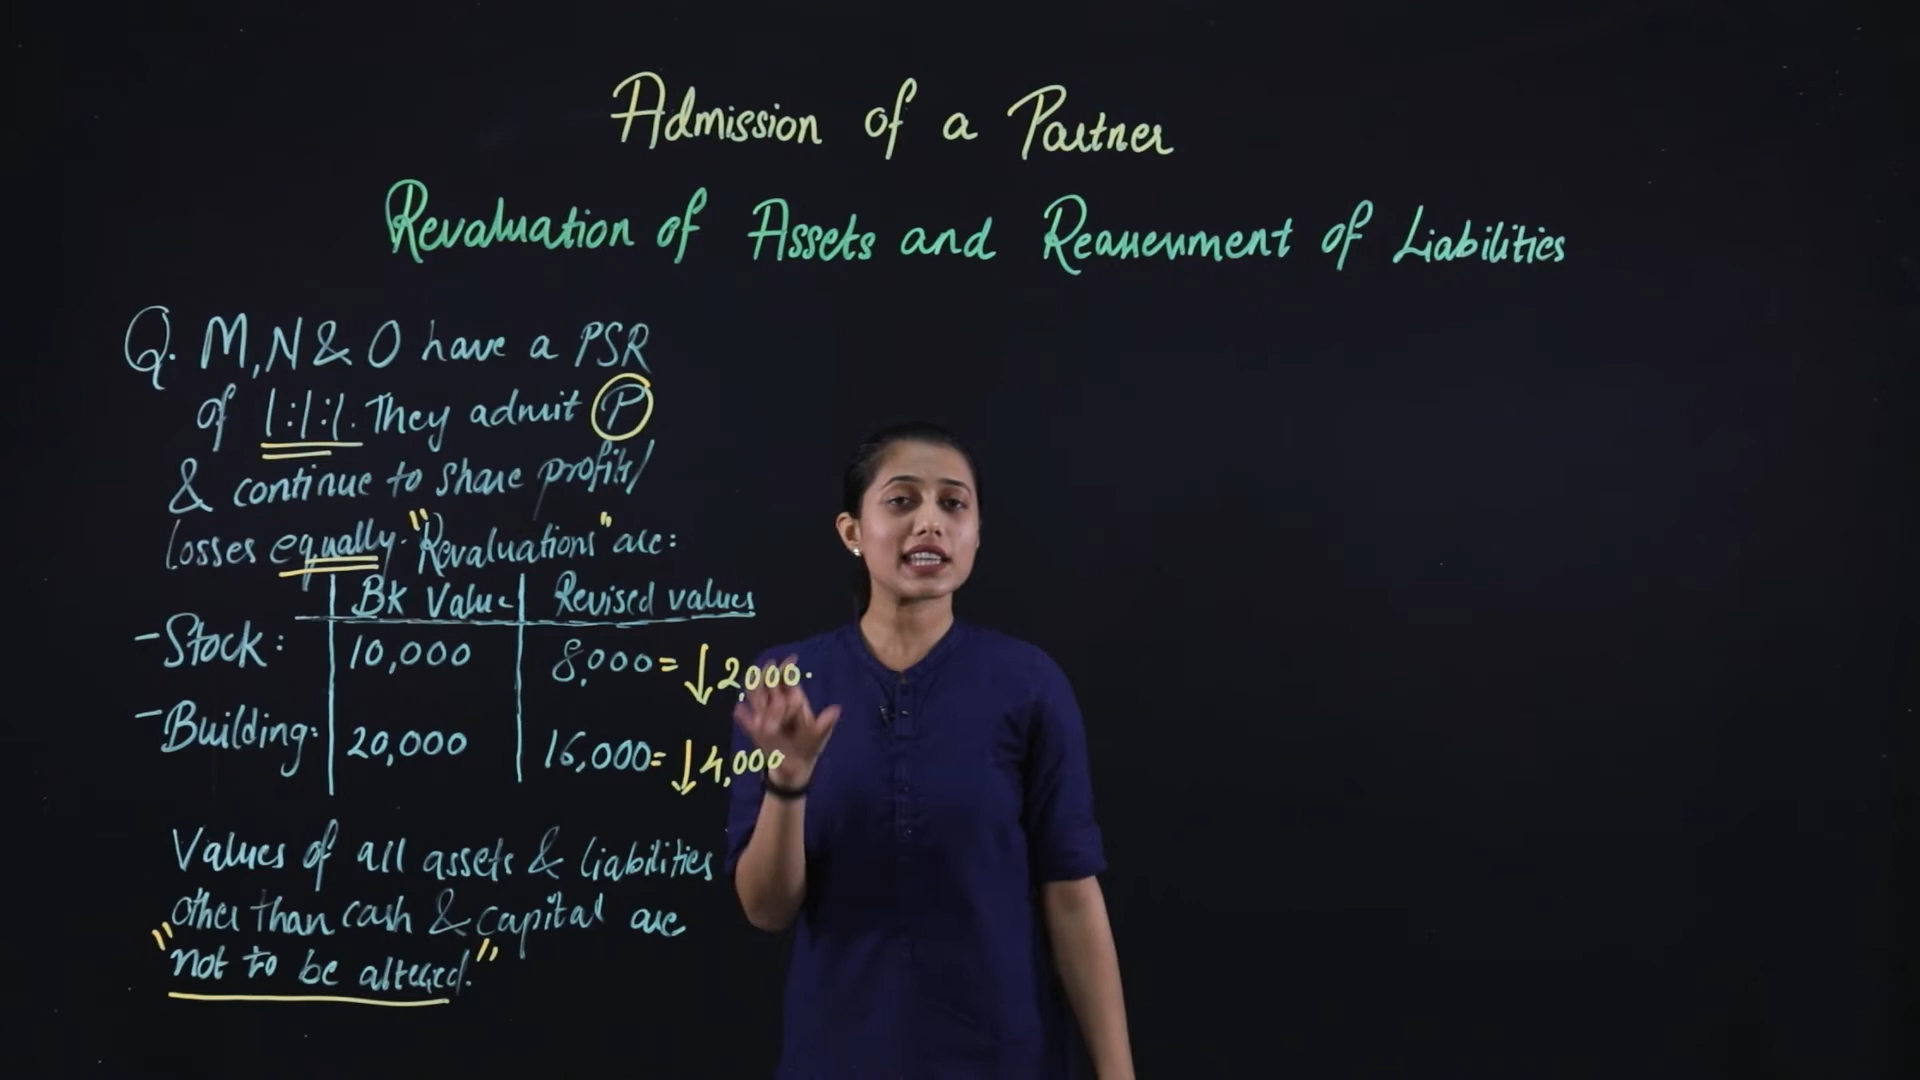 Admission of a Partner
Revaluation of Assets and Reassessment of Liabilities
Q. M, N & O have a PSR
of 1:1:1. They admit P
& continue to share profits/
losses equally. "Revaluations" are:
Bk Value Revised values
- Stock: 10,000 8,000 = ↓ 2,000.
- Building: 20,000 16,000 = ↓ 4,000
Values of all assets & liabilities
other than cash & capital are
"not to be altered."